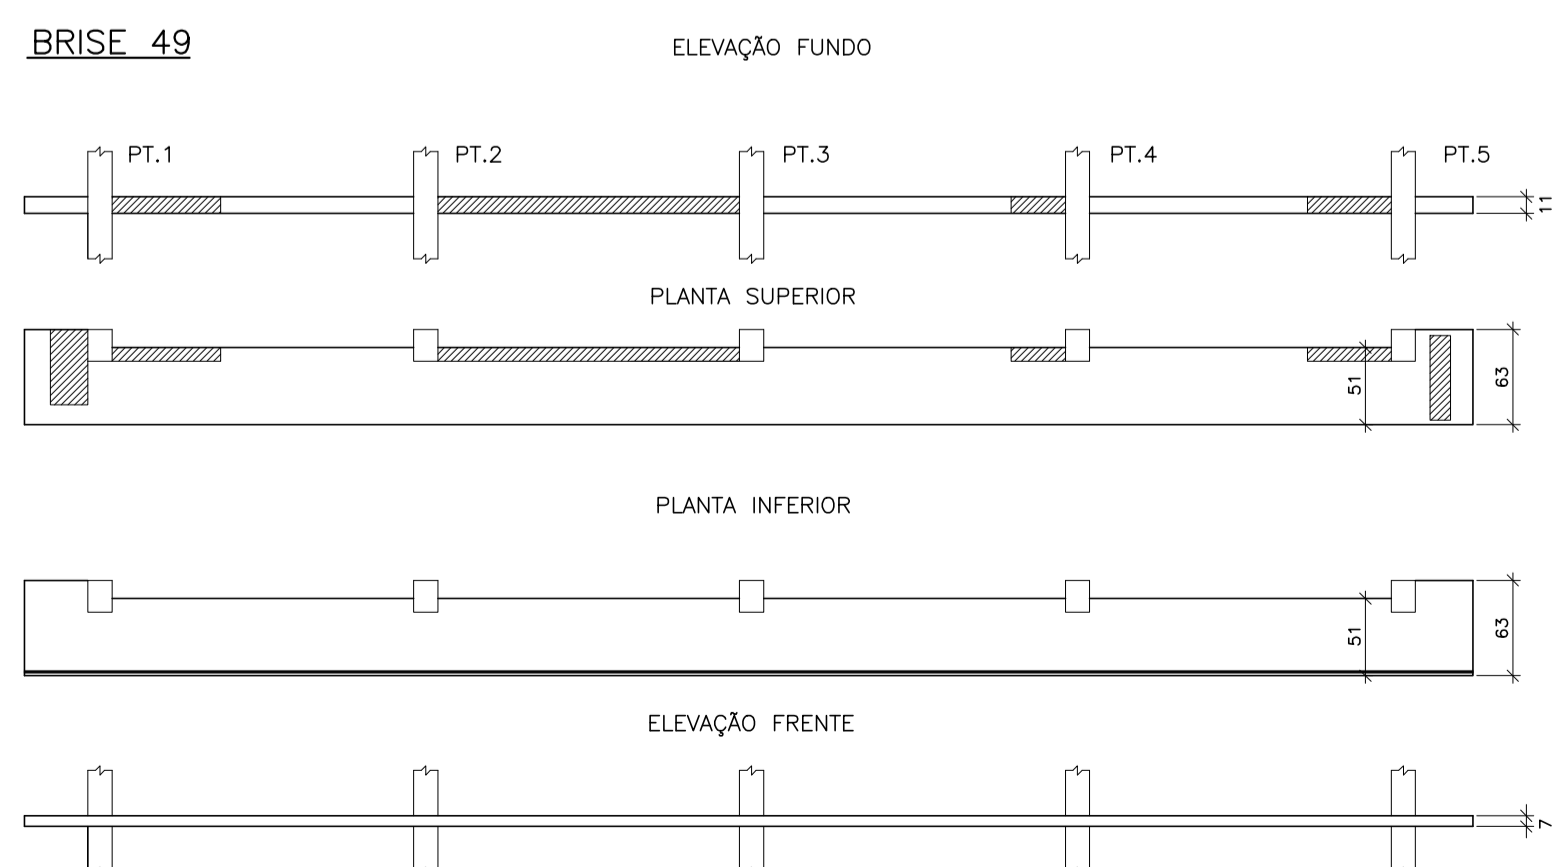 BRISE 49
ELEVAÇÃO FUNDO
PT.1 PT.2 PT.3 PT.4 PT.5
11
PLANTA SUPERIOR
51
63
PLANTA INFERIOR
51
63
ELEVAÇÃO FRENTE
7